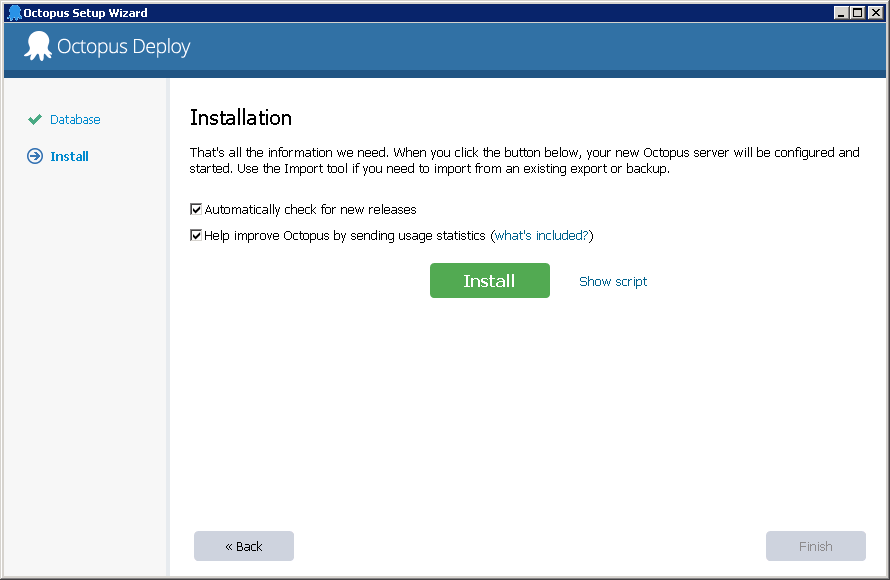 Octopus Setup Wizard
Octopus Deploy
Database
Install
Installation
That's all the information we need. When you click the button below, your new Octopus server will be configured and
started. Use the Import tool if you need to import from an existing export or backup.
Automatically check for new releases
Help improve Octopus by sending usage statistics (what's included?)
Install
Show script
« Back
Finish